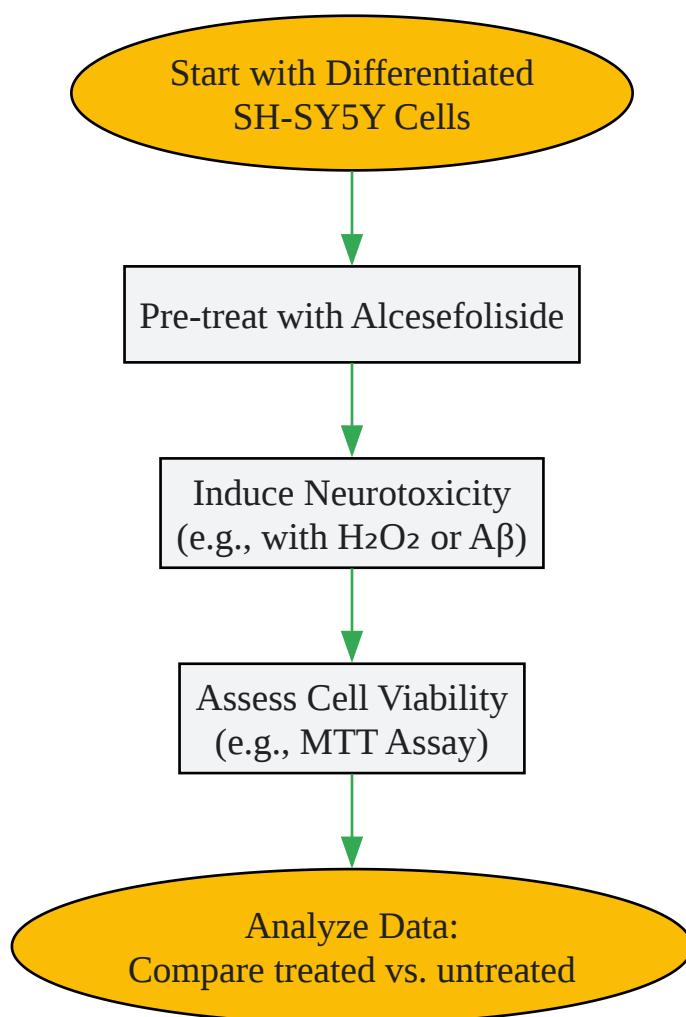 Start with Differentiated
SH-SY5Y Cells
Pre-treat with Alcesefoliside
Induce Neurotoxicity
(e.g., with H₂O₂ or Aβ)
Assess Cell Viability
(e.g., MTT Assay)
Analyze Data:
Compare treated vs. untreated